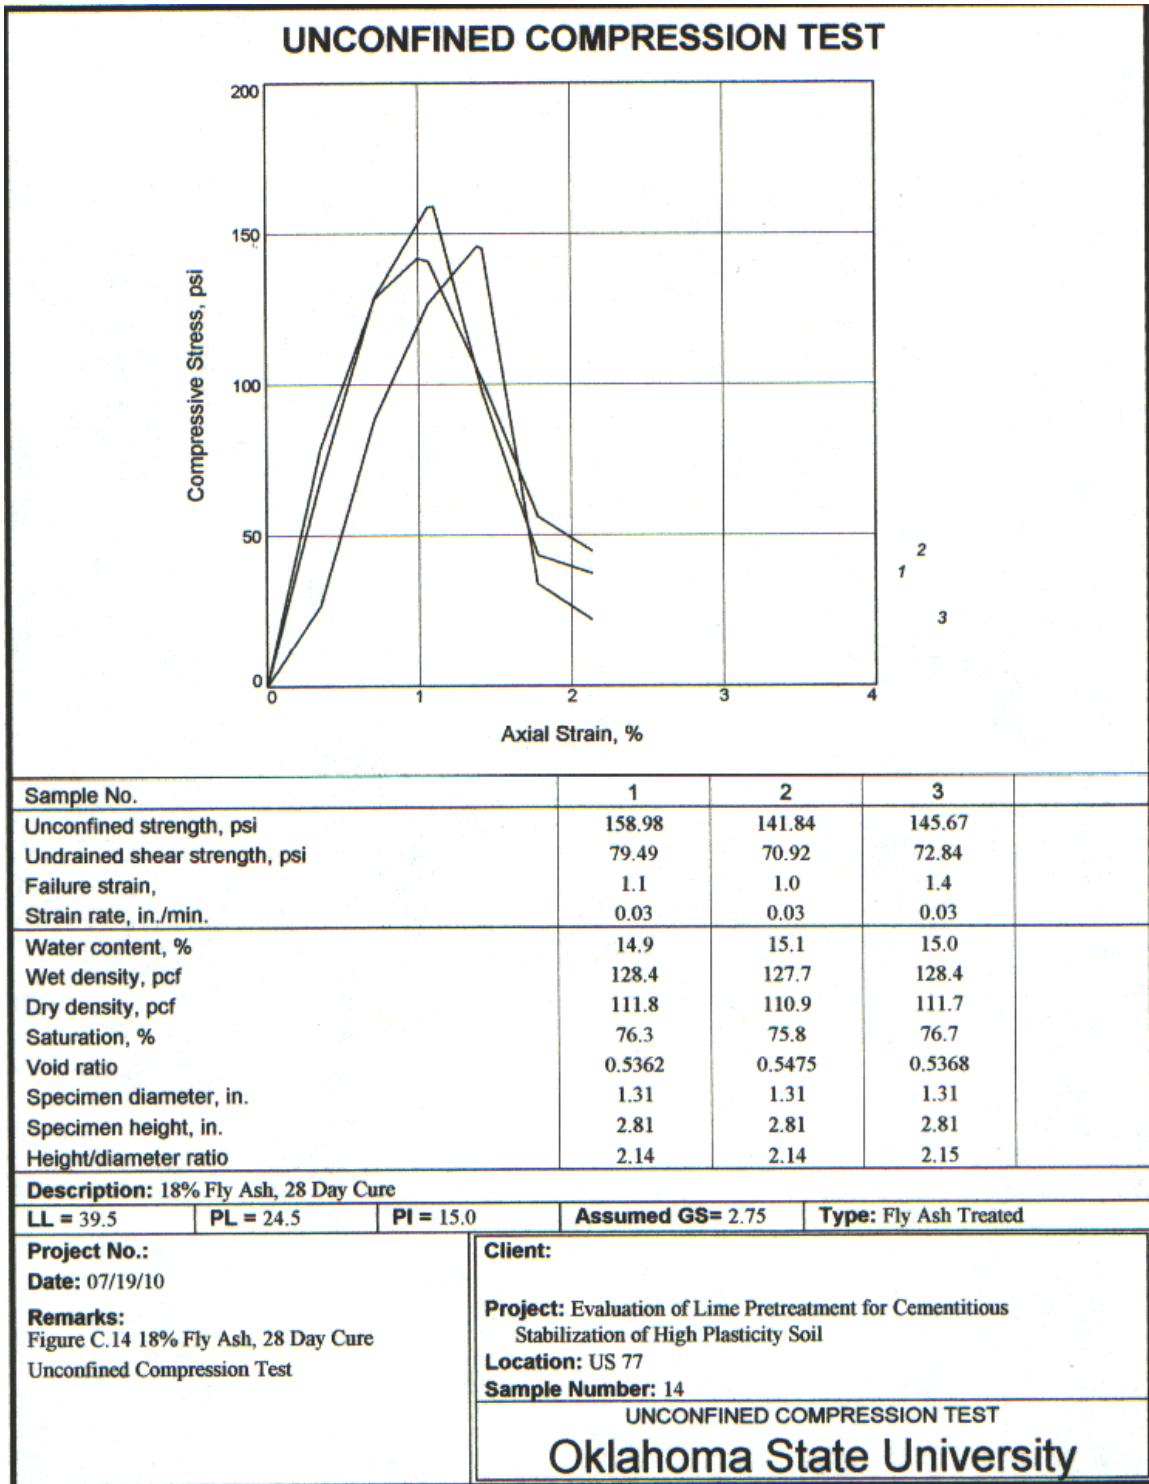 UNCONFINED COMPRESSION TEST
200
150
100
50
0
Compressive Stress, psi
0 1 2 3 4
Axial Strain, %
2
1
3
Sample No. 1 2 3
Unconfined strength, psi 158.98 141.84 145.67
Undrained shear strength, psi 79.49 70.92 72.84
Failure strain, 1.1 1.0 1.4
Strain rate, in./min. 0.03 0.03 0.03
Water content, % 14.9 15.1 15.0
Wet density, pcf 128.4 127.7 128.4
Dry density, pcf 111.8 110.9 111.7
Saturation, % 76.3 75.8 76.7
Void ratio 0.5362 0.5475 0.5368
Specimen diameter, in. 1.31 1.31 1.31
Specimen height, in. 2.81 2.81 2.81
Height/diameter ratio 2.14 2.14 2.15
Description: 18% Fly Ash, 28 Day Cure
LL = 39.5 PL = 24.5 PI = 15.0 Assumed GS= 2.75 Type: Fly Ash Treated
Project No.:
Date: 07/19/10
Remarks:
Figure C.14 18% Fly Ash, 28 Day Cure
Unconfined Compression Test
Client:
Project: Evaluation of Lime Pretreatment for Cementitious
Stabilization of High Plasticity Soil
Location: US 77
Sample Number: 14
UNCONFINED COMPRESSION TEST
Oklahoma State University